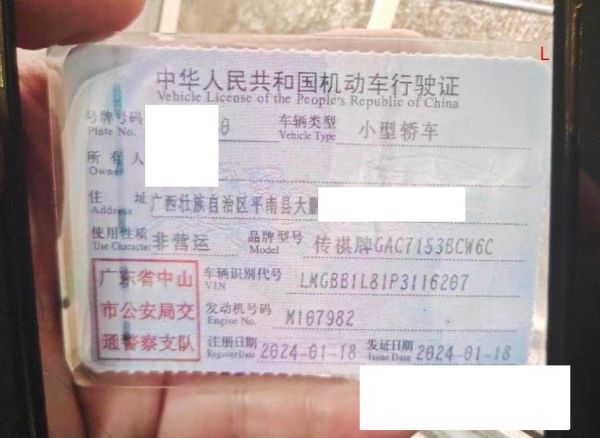 L
中华人民共和国机动车行驶证
Vehicle License of the People's Republic of China
号牌号码 Plate No. 车辆类型 Vehicle Type 小型轿车
所有人 Owner
住址 Address 广西壮族自治区平南县大鹏
使用性质 Use Character 非营运 品牌型号 Model 传祺牌GAC7153BCW6C
广东省中山
市公安局交
通警察支队
车辆识别代号 VIN LMGBB1L81P3116207
发动机号码 Engine No. M107982
注册日期 Register Date 2024-01-18 发证日期 Issue Date 2024-01-18